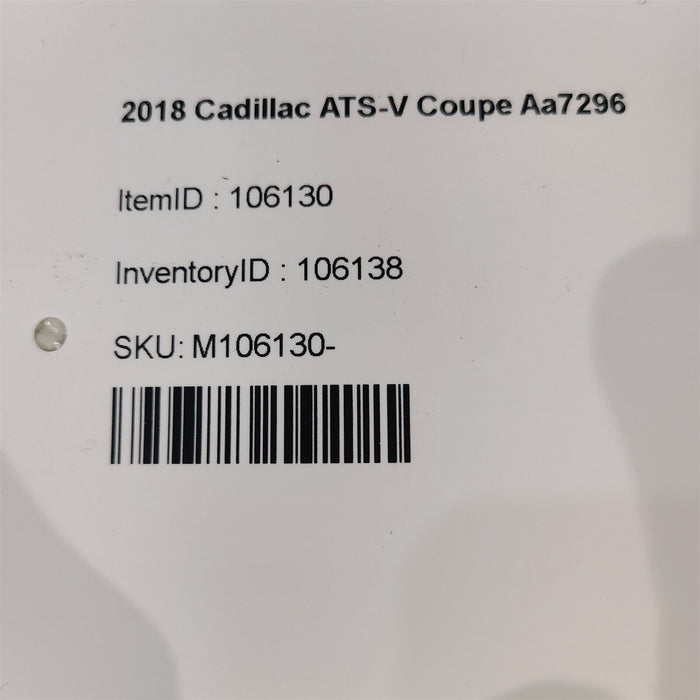 2018 Cadillac ATS-V Coupe Aa7296
ItemID : 106130
InventoryID : 106138
SKU: M106130-